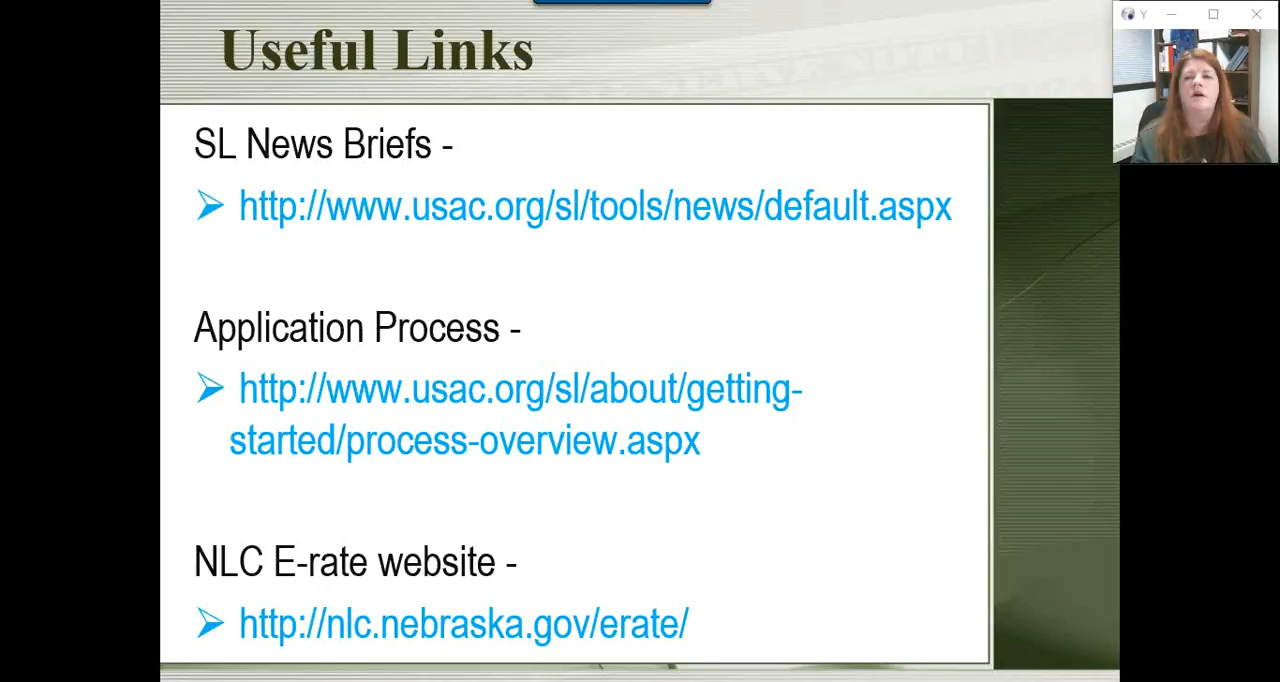 Useful Links
Y
SL News Briefs -
http://www.usac.org/sl/tools/news/default.aspx
Application Process -
http://www.usac.org/sl/about/getting-
started/process-overview.aspx
NLC E-rate website -
http://nlc.nebraska.gov/erate/